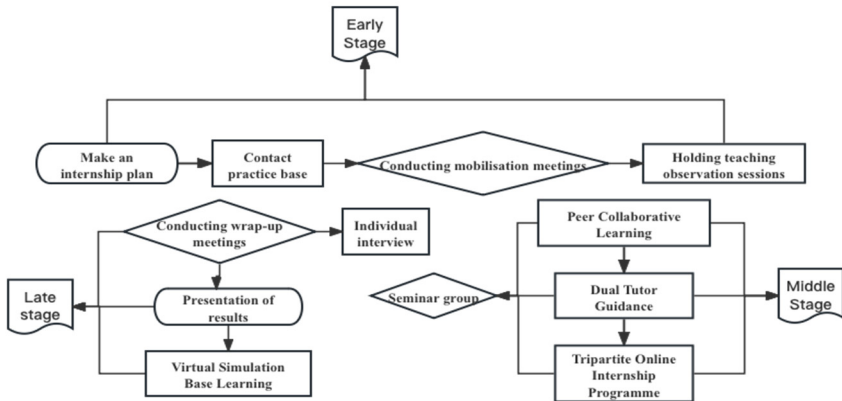 Early
Stage
Make an
internship plan
Contact
practice base
Conducting mobilisation meetings
Holding teaching
observation sessions
Conducting wrap-up
meetings
Individual
interview
Late
stage
Presentation of
results
Virtual Simulation
Base Learning
Peer Collaborative
Learning
Seminar group
Dual Tutor
Guidance
Middle
Stage
Tripartite Online
Internship
Programme